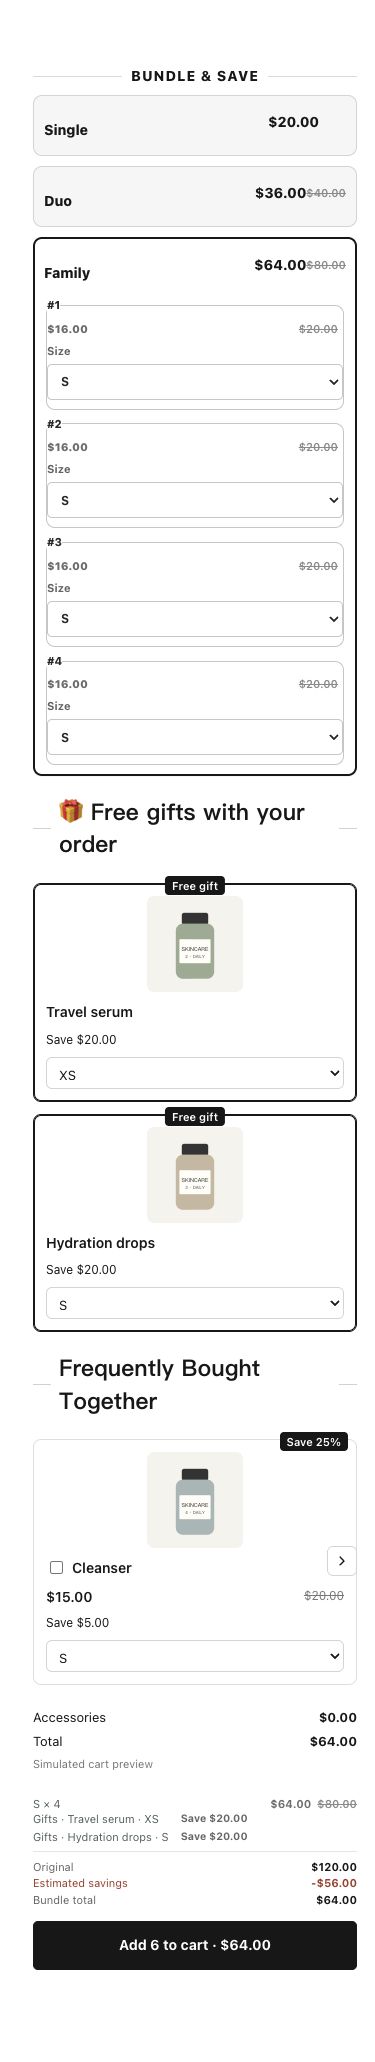 BUNDLE & SAVE
Single
$20.00
Duo
$36.00 $40.00
Family
$64.00 $80.00
#1
$16.00 $20.00
Size
S
#2
$16.00 $20.00
Size
S
#3
$16.00 $20.00
Size
S
#4
$16.00 $20.00
Size
S
🎁 Free gifts with your
order
Free gift
SKINCARE
Travel serum
Save $20.00
XS
Free gift
SKINCARE
Hydration drops
Save $20.00
S
Frequently Bought
Together
Save 25%
SKINCARE
Cleanser
$15.00 $20.00
Save $5.00
S
Accessories $0.00
Total $64.00
Simulated cart preview
S × 4 $64.00 $80.00
Gifts · Travel serum · XS Save $20.00
Gifts · Hydration drops · S Save $20.00
Original $120.00
Estimated savings -$56.00
Bundle total $64.00
Add 6 to cart · $64.00